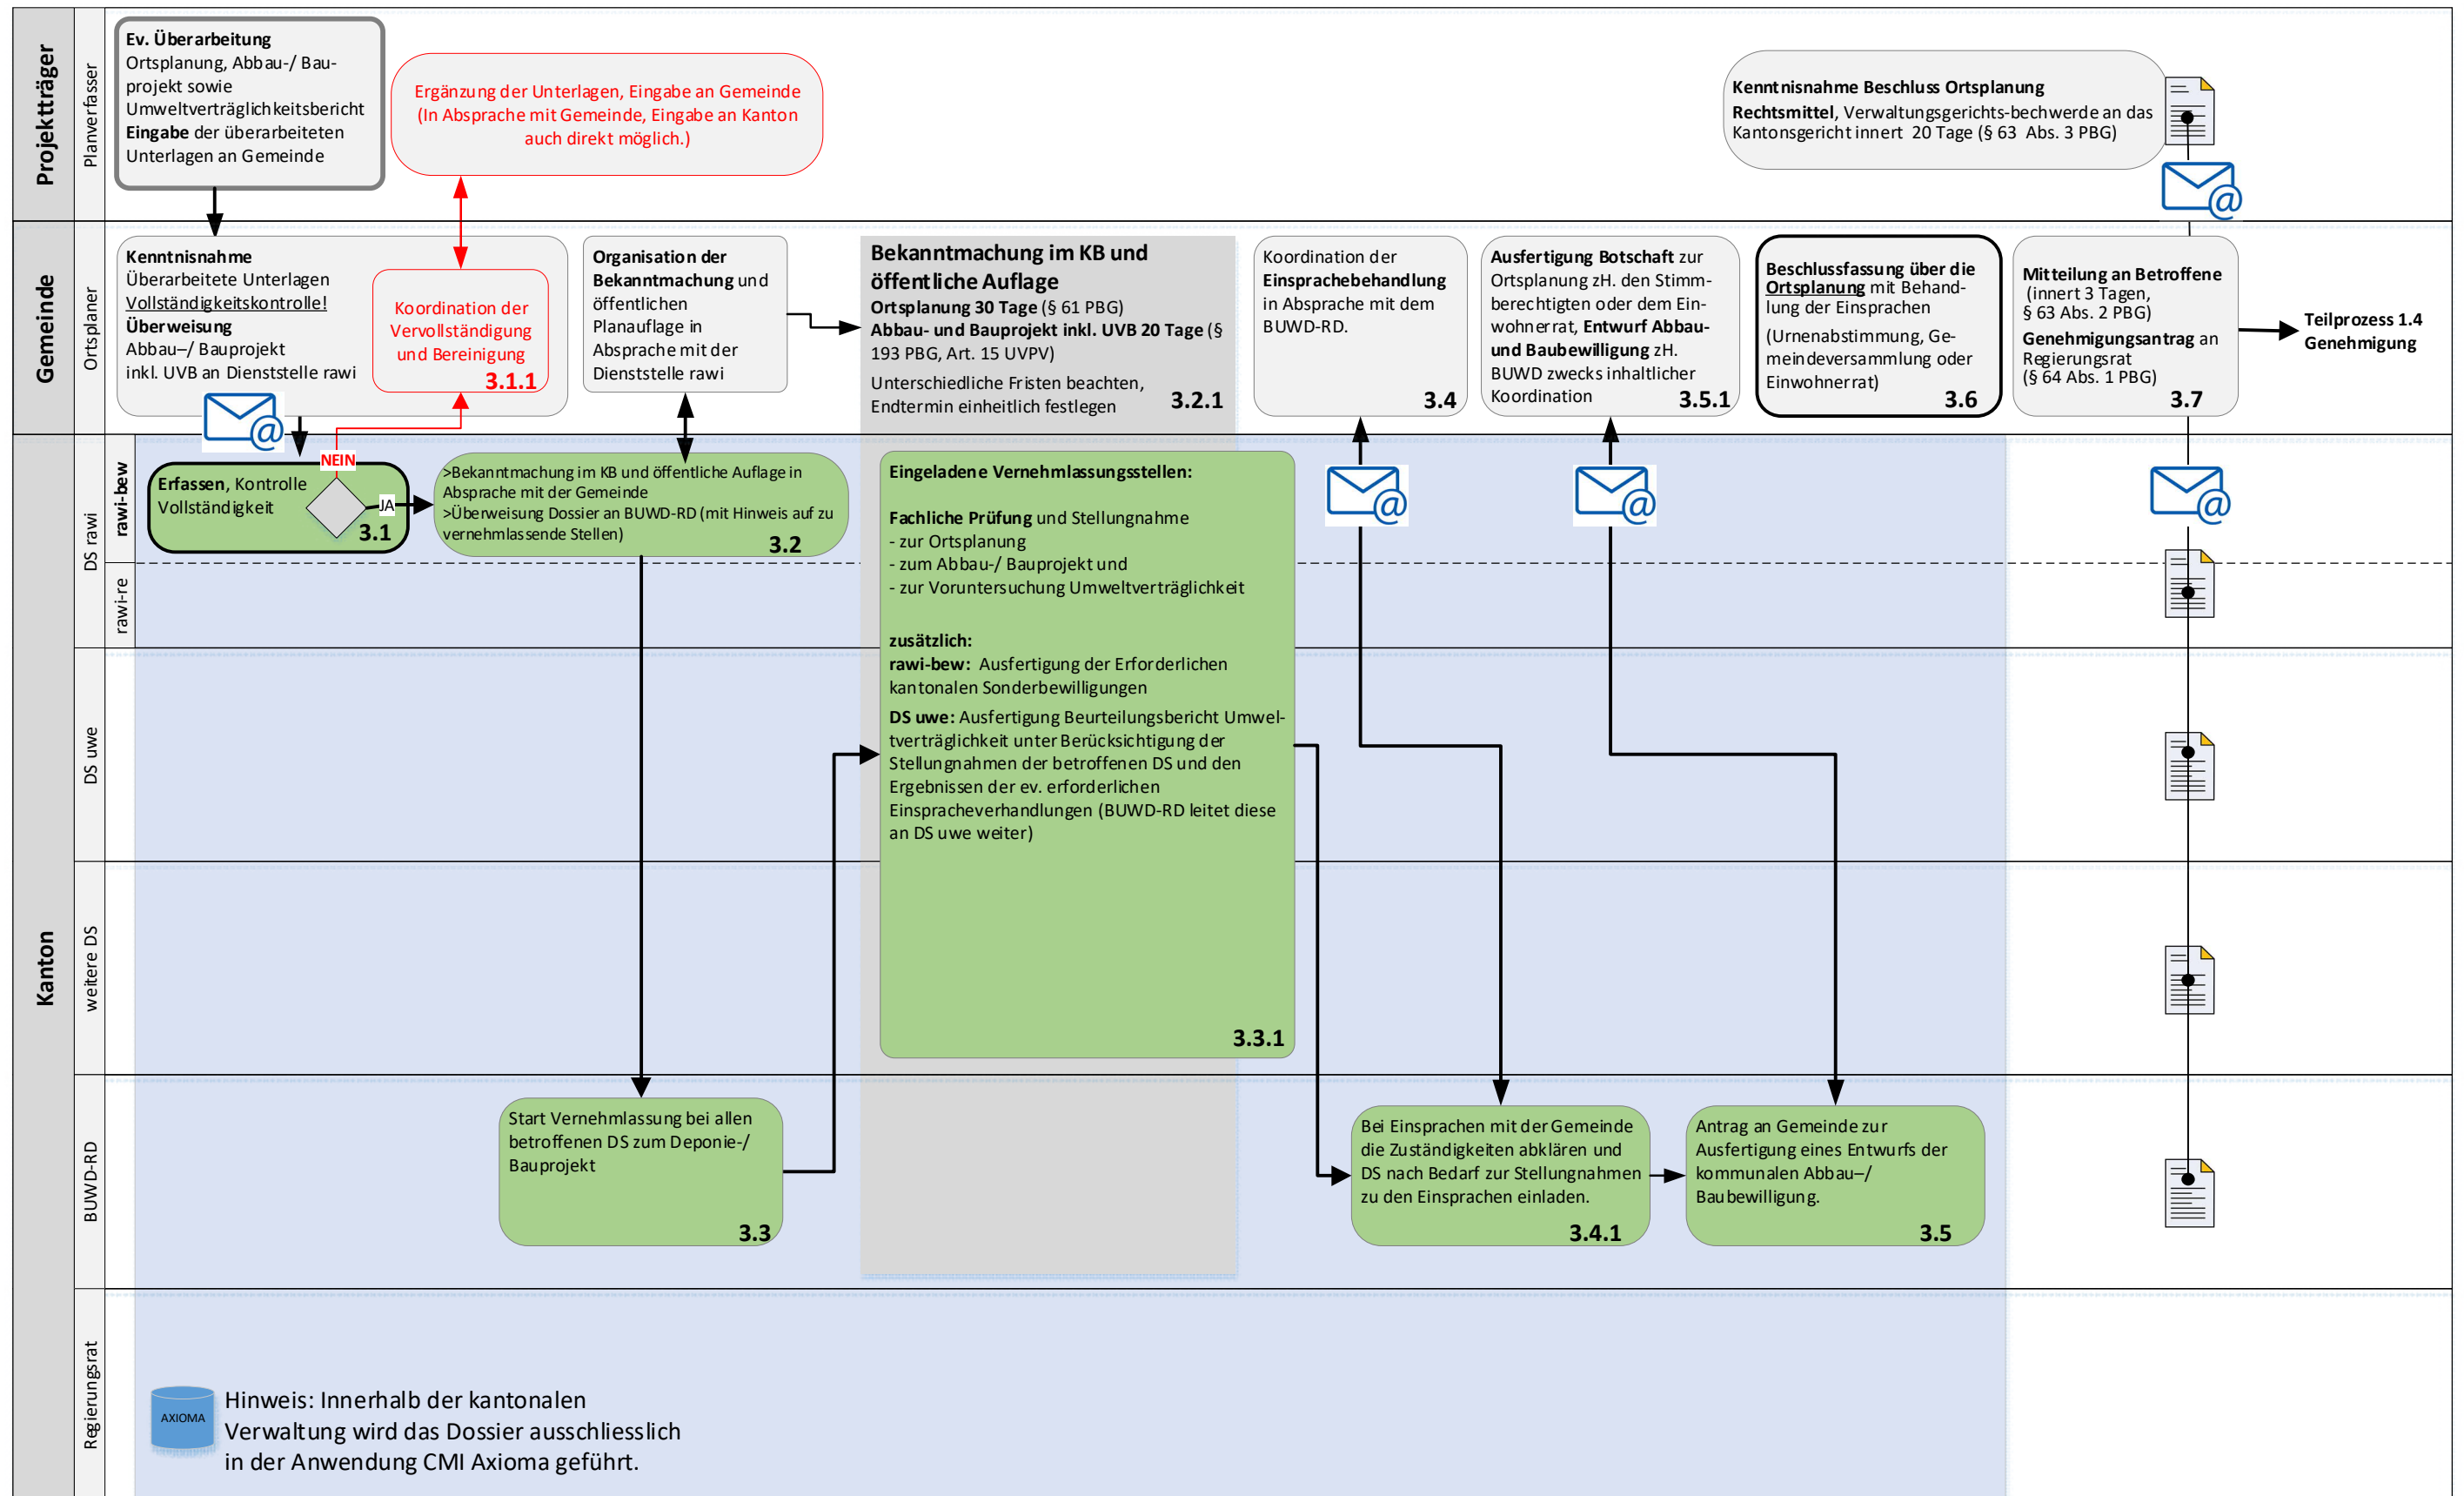 Projektträger
Planverfasser
Ev. Überarbeitung
Ortsplanung, Abbau-/ Bau-
projekt sowie
Umweltverträglichkeitsbericht
Eingabe der überarbeiteten
Unterlagen an Gemeinde
Ergänzung der Unterlagen, Eingabe an Gemeinde
(In Absprache mit Gemeinde, Eingabe an Kanton
auch direkt möglich.)
Kenntnisnahme Beschluss Ortsplanung
Rechtsmittel, Verwaltungsgerichts-bechwerde an das
Kantonsgericht innert 20 Tage (§ 63 Abs. 3 PBG)
@
Gemeinde
Ortsplaner
Kenntnisnahme
Überarbeitete Unterlagen
Vollständigkeitskontrolle!
Überweisung
Abbau–/ Bauprojekt
inkl. UVB an Dienststelle rawi
@
Koordination der
Vervollständigung
und Bereinigung
3.1.1
Organisation der
Bekanntmachung und
öffentlichen
Planauflage in
Absprache mit der
Dienststelle rawi
Bekanntmachung im KB und
öffentliche Auflage
Ortsplanung 30 Tage (§ 61 PBG)
Abbau- und Bauprojekt inkl. UVB 20 Tage (§
193 PBG, Art. 15 UVPV)
Unterschiedliche Fristen beachten,
Endtermin einheitlich festlegen
3.2.1
Koordination der
Einsprachebehandlung
in Absprache mit dem
BUWD-RD.
3.4
Ausfertigung Botschaft zur
Ortsplanung zH. den Stimm-
berechtigten oder dem Ein-
wohnerrat, Entwurf Abbau-
und Baubewilligung zH.
BUWD zwecks inhaltlicher
Koordination
3.5.1
Beschlussfassung über die
Ortsplanung mit Behand-
lung der Einsprachen
(Urnenabstimmung, Ge-
meindeversammlung oder
Einwohnerrat)
3.6
Mitteilung an Betroffene
(innert 3 Tagen,
§ 63 Abs. 2 PBG)
Genehmigungsantrag an
Regierungsrat
(§ 64 Abs. 1 PBG)
3.7
Teilprozess 1.4
Genehmigung
Kanton
DS rawi
rawi-bew
rawi-re
Erfassen, Kontrolle
Vollständigkeit
NEIN
JA
3.1
>Bekanntmachung im KB und öffentliche Auflage in
Absprache mit der Gemeinde
>Überweisung Dossier an BUWD-RD (mit Hinweis auf zu
vernehmlassende Stellen)
3.2
Eingeladene Vernehmlassungsstellen:
Fachliche Prüfung und Stellungnahme
- zur Ortsplanung
- zum Abbau-/ Bauprojekt und
- zur Voruntersuchung Umweltverträglichkeit
zusätzlich:
rawi-bew: Ausfertigung der Erforderlichen
kantonalen Sonderbewilligungen
DS uwe: Ausfertigung Beurteilungsbericht Umwel-
tverträglichkeit unter Berücksichtigung der
Stellungnahmen der betroffenen DS und den
Ergebnissen der ev. erforderlichen
Einspracheverhandlungen (BUWD-RD leitet diese
an DS uwe weiter)
3.3.1
@
@
@
DS uwe
weitere DS
BUWD-RD
Start Vernehmlassung bei allen
betroffenen DS zum Deponie-/
Bauprojekt
3.3
Bei Einsprachen mit der Gemeinde
die Zuständigkeiten abklären und
DS nach Bedarf zur Stellungnahmen
zu den Einsprachen einladen.
3.4.1
Antrag an Gemeinde zur
Ausfertigung eines Entwurfs der
kommunalen Abbau–/
Baubewilligung.
3.5
Regierungsrat
AXIOMA
Hinweis: Innerhalb der kantonalen
Verwaltung wird das Dossier ausschliesslich
in der Anwendung CMI Axioma geführt.